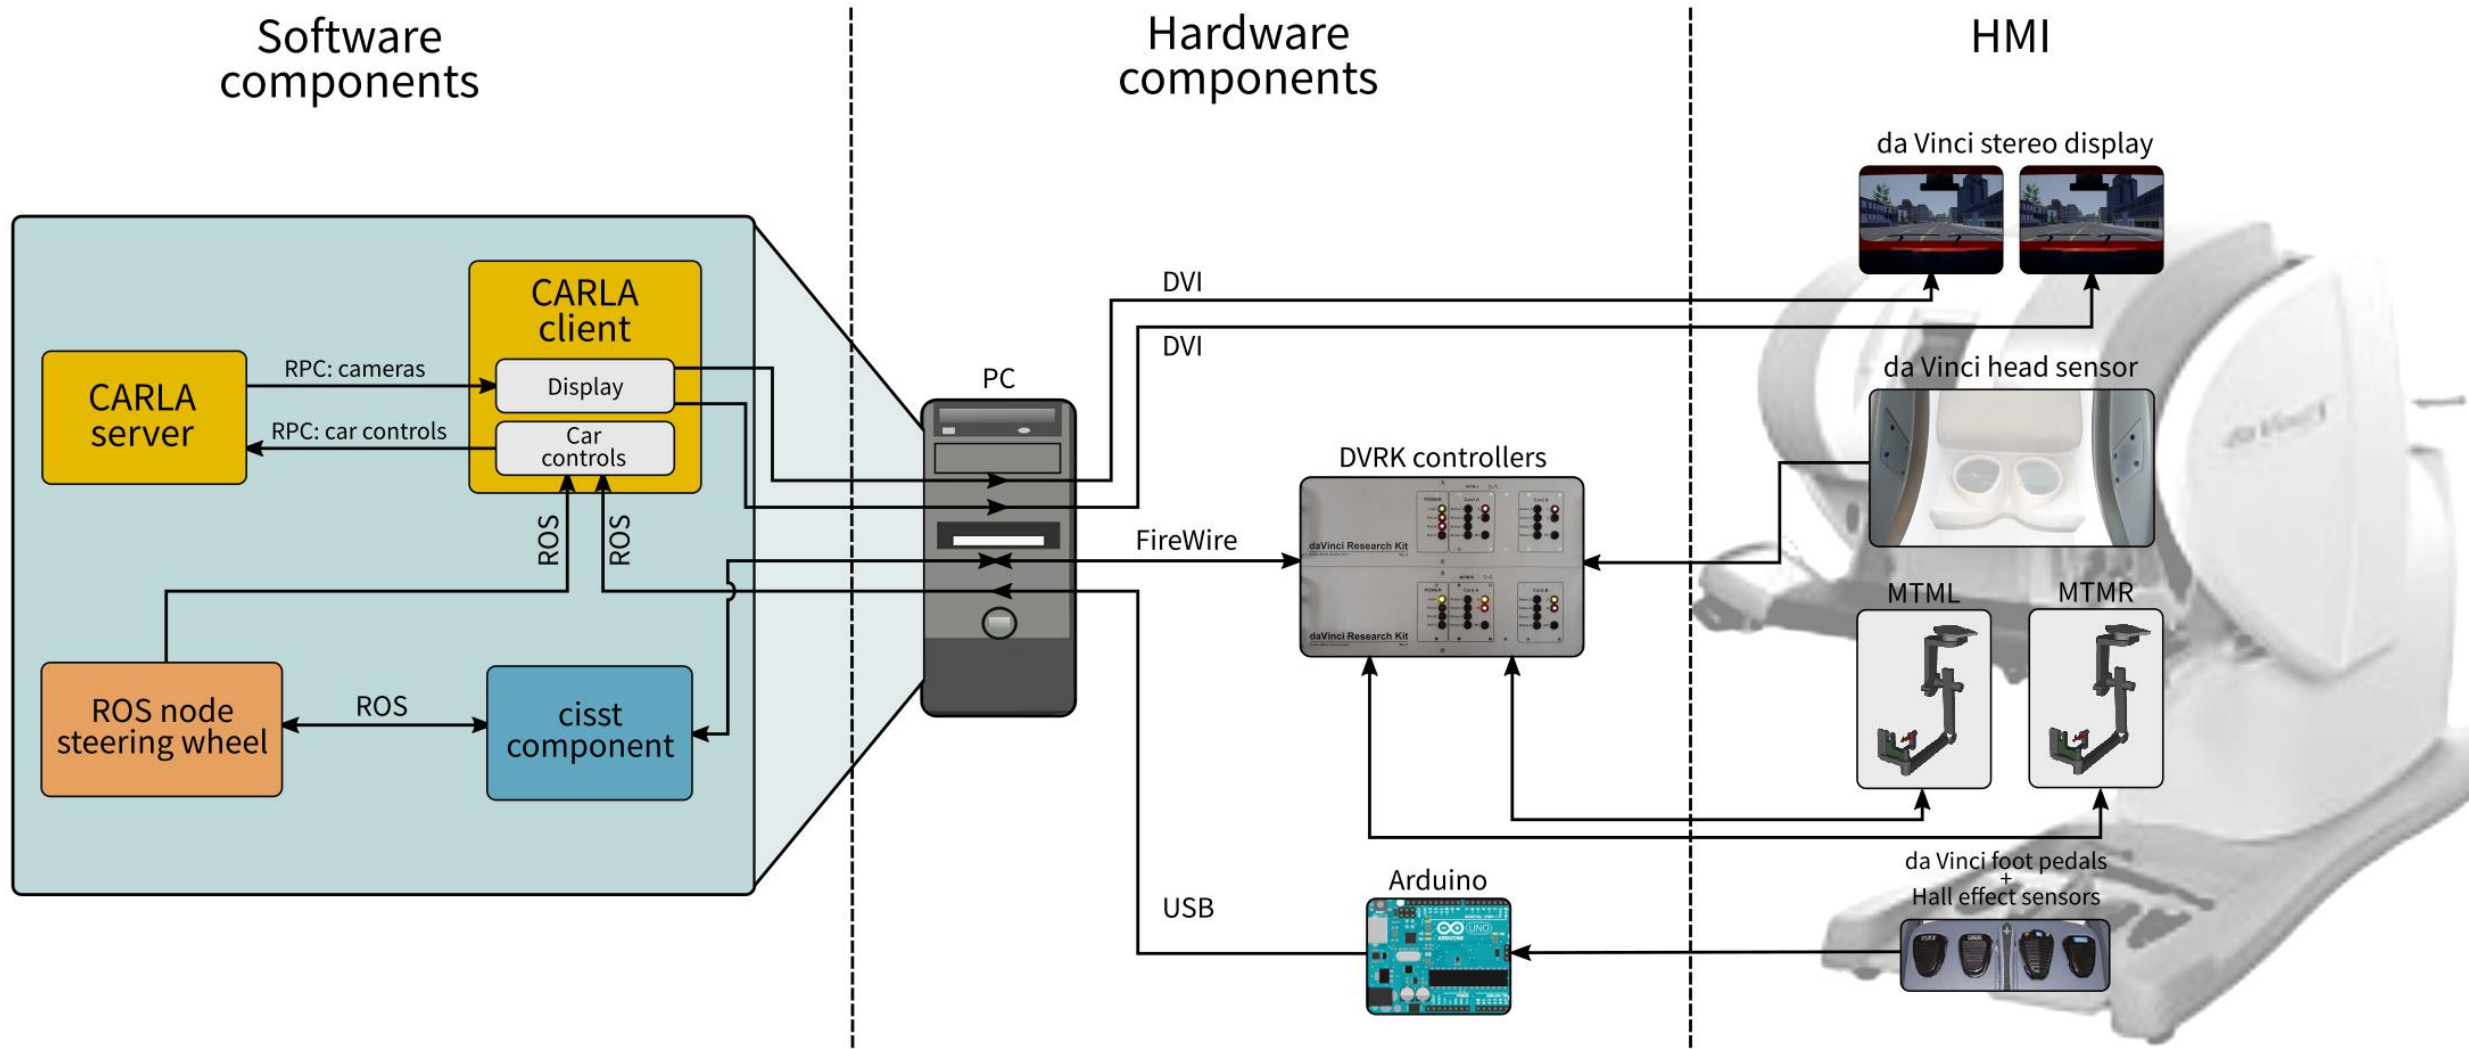 Software
components
Hardware
components
HMI
da Vinci stereo display
DVI
DVI
CARLA
client
Display
Car
controls
RPC: cameras
RPC: car controls
CARLA
server
ROS
ROS
PC
da Vinci head sensor
DVRK controllers
FireWire
daVinci Research Kit
daVinci Research Kit
MTML
MTMR
ROS node
steering wheel
ROS
cisst
component
da Vinci foot pedals
+
Hall effect sensors
Arduino
USB
UNO
ARDUINO